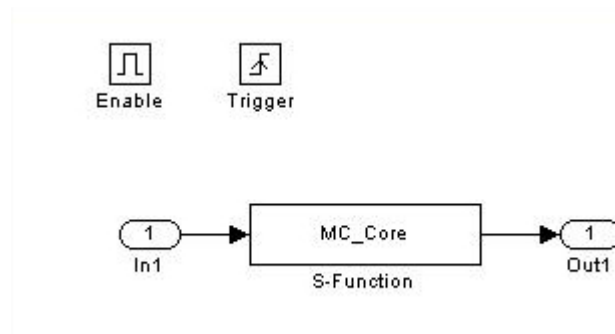 Enable
Trigger
1
MC_Core
1
In1
S-Function
Out1